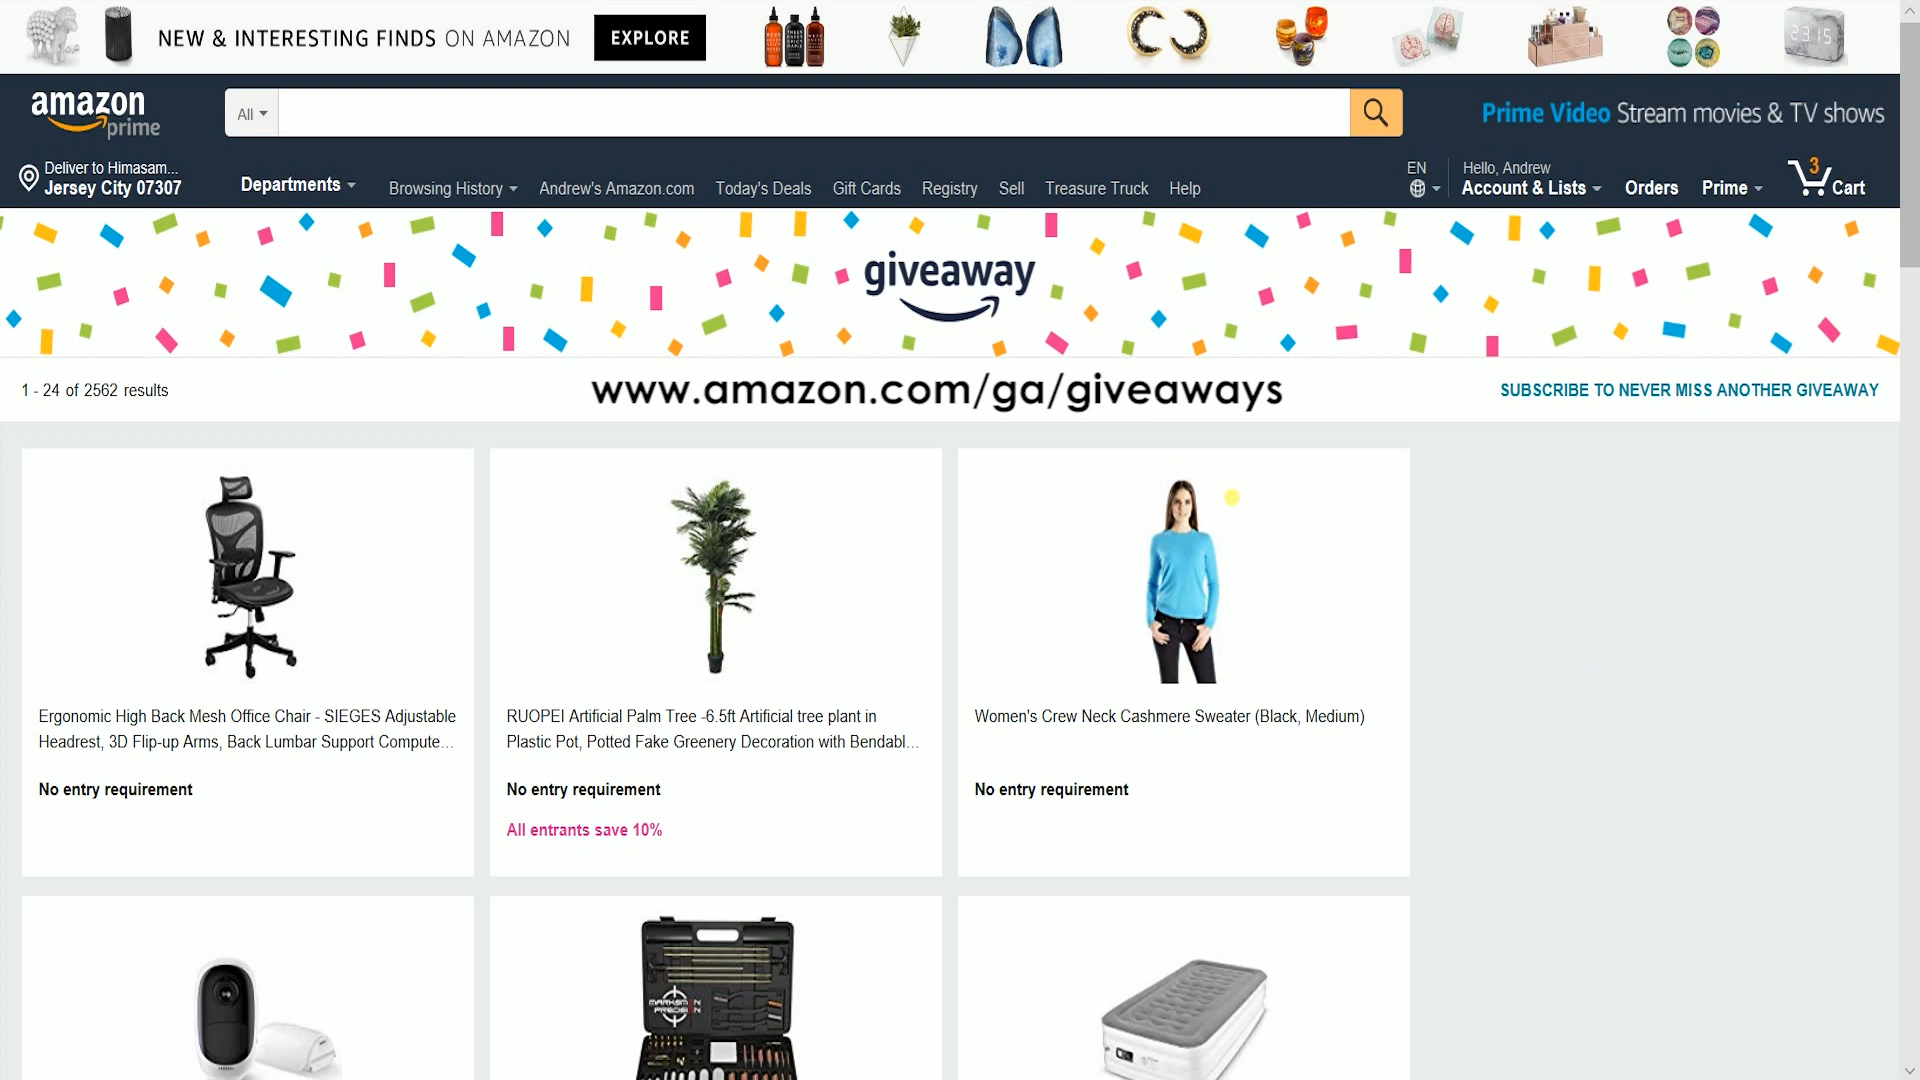 NEW & INTERESTING FINDS ON AMAZON
EXPLORE
23:15
amazon
prime
All
Prime Video Stream movies & TV shows
Deliver to Himasam...
Jersey City 07307
Departments
Browsing History
Andrew's Amazon.com
Today's Deals
Gift Cards
Registry
Sell
Treasure Truck
Help
EN
Hello, Andrew
Account & Lists
Orders
Prime
3
Cart
giveaway
1 - 24 of 2562 results
www.amazon.com/ga/giveaways
SUBSCRIBE TO NEVER MISS ANOTHER GIVEAWAY
Ergonomic High Back Mesh Office Chair - SIEGES Adjustable
Headrest, 3D Flip-up Arms, Back Lumbar Support Compute...
No entry requirement
RUOPEI Artificial Palm Tree -6.5ft Artificial tree plant in
Plastic Pot, Potted Fake Greenery Decoration with Bendabl...
No entry requirement
All entrants save 10%
Women's Crew Neck Cashmere Sweater (Black, Medium)
No entry requirement
MARKSMAN
PRECISION